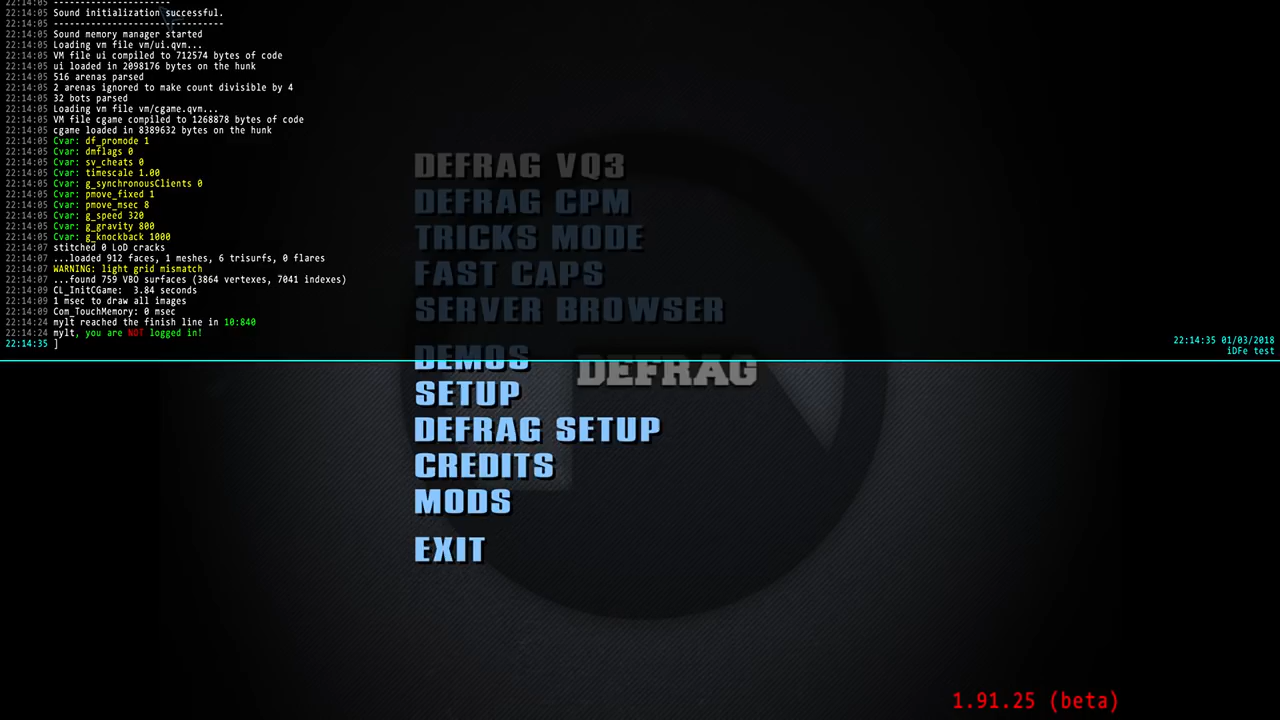 22:14:05 ----------------------
22:14:05 Sound initialization successful.
22:14:05 --------------------------------
22:14:05 Sound memory manager started
22:14:05 Loading vm file vm/ui.qvm...
22:14:05 VM file ui compiled to 712574 bytes of code
22:14:05 ui loaded in 2098176 bytes on the hunk
22:14:05 516 arenas parsed
22:14:05 2 arenas ignored to make count divisible by 4
22:14:05 32 bots parsed
22:14:05 Loading vm file vm/cgame.qvm...
22:14:05 VM file cgame compiled to 1268878 bytes of code
22:14:05 cgame loaded in 8389632 bytes on the hunk
22:14:05 Cvar: df_promode 1
22:14:05 Cvar: dmflags 0
22:14:05 Cvar: sv_cheats 0
22:14:05 Cvar: timescale 1.00
22:14:05 Cvar: g_synchronousClients 0
22:14:05 Cvar: pmove_fixed 1
22:14:05 Cvar: pmove_msec 8
22:14:05 Cvar: g_speed 320
22:14:05 Cvar: g_gravity 800
22:14:05 Cvar: g_knockback 1000
22:14:07 stitched 0 LoD cracks
22:14:07 ...loaded 912 faces, 1 meshes, 6 trisurfs, 0 flares
22:14:07 WARNING: light grid mismatch
22:14:07 ...found 759 VBO surfaces (3864 vertexes, 7041 indexes)
22:14:09 CL_InitCGame:  3.84 seconds
22:14:09 1 msec to draw all images
22:14:09 Com_TouchMemory: 0 msec
22:14:24 mylt reached the finish line in 10:840
22:14:24 mylt, you are NOT logged in!
22:14:35 ]
22:14:35 01/03/2018
iDFe test
DEFRAG VQ3
DEFRAG CPM
TRICKS MODE
FAST CAPS
SERVER BROWSER
DEMOS
DEFRAG
SETUP
DEFRAG SETUP
CREDITS
MODS
EXIT
1.91.25 (beta)